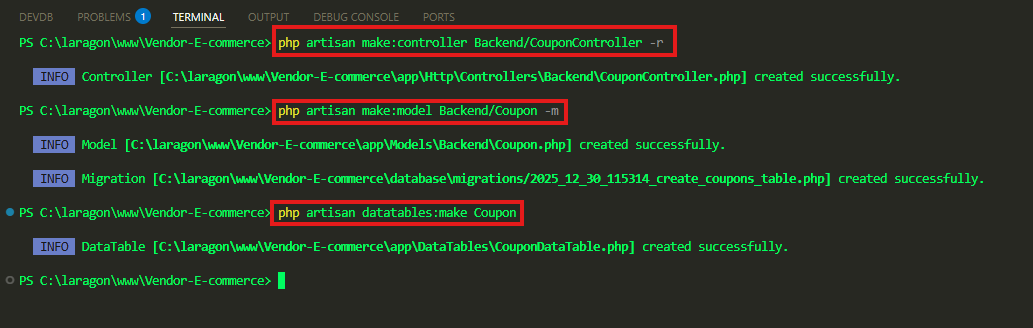 DEVDB PROBLEMS 1 TERMINAL OUTPUT DEBUG CONSOLE PORTS
PS C:\laragon\www\Vendor-E-commerce> php artisan make:controller Backend/CouponController -r
INFO Controller [C:\laragon\www\Vendor-E-commerce\app\Http\Controllers\Backend\CouponController.php] created successfully.
PS C:\laragon\www\Vendor-E-commerce> php artisan make:model Backend/Coupon -m
INFO Model [C:\laragon\www\Vendor-E-commerce\app\Models\Backend\Coupon.php] created successfully.
INFO Migration [C:\laragon\www\Vendor-E-commerce\database\migrations/2025_12_30_115314_create_coupons_table.php] created successfully.
PS C:\laragon\www\Vendor-E-commerce> php artisan datatables:make Coupon
INFO DataTable [C:\laragon\www\Vendor-E-commerce\app\DataTables\CouponDataTable.php] created successfully.
PS C:\laragon\www\Vendor-E-commerce>